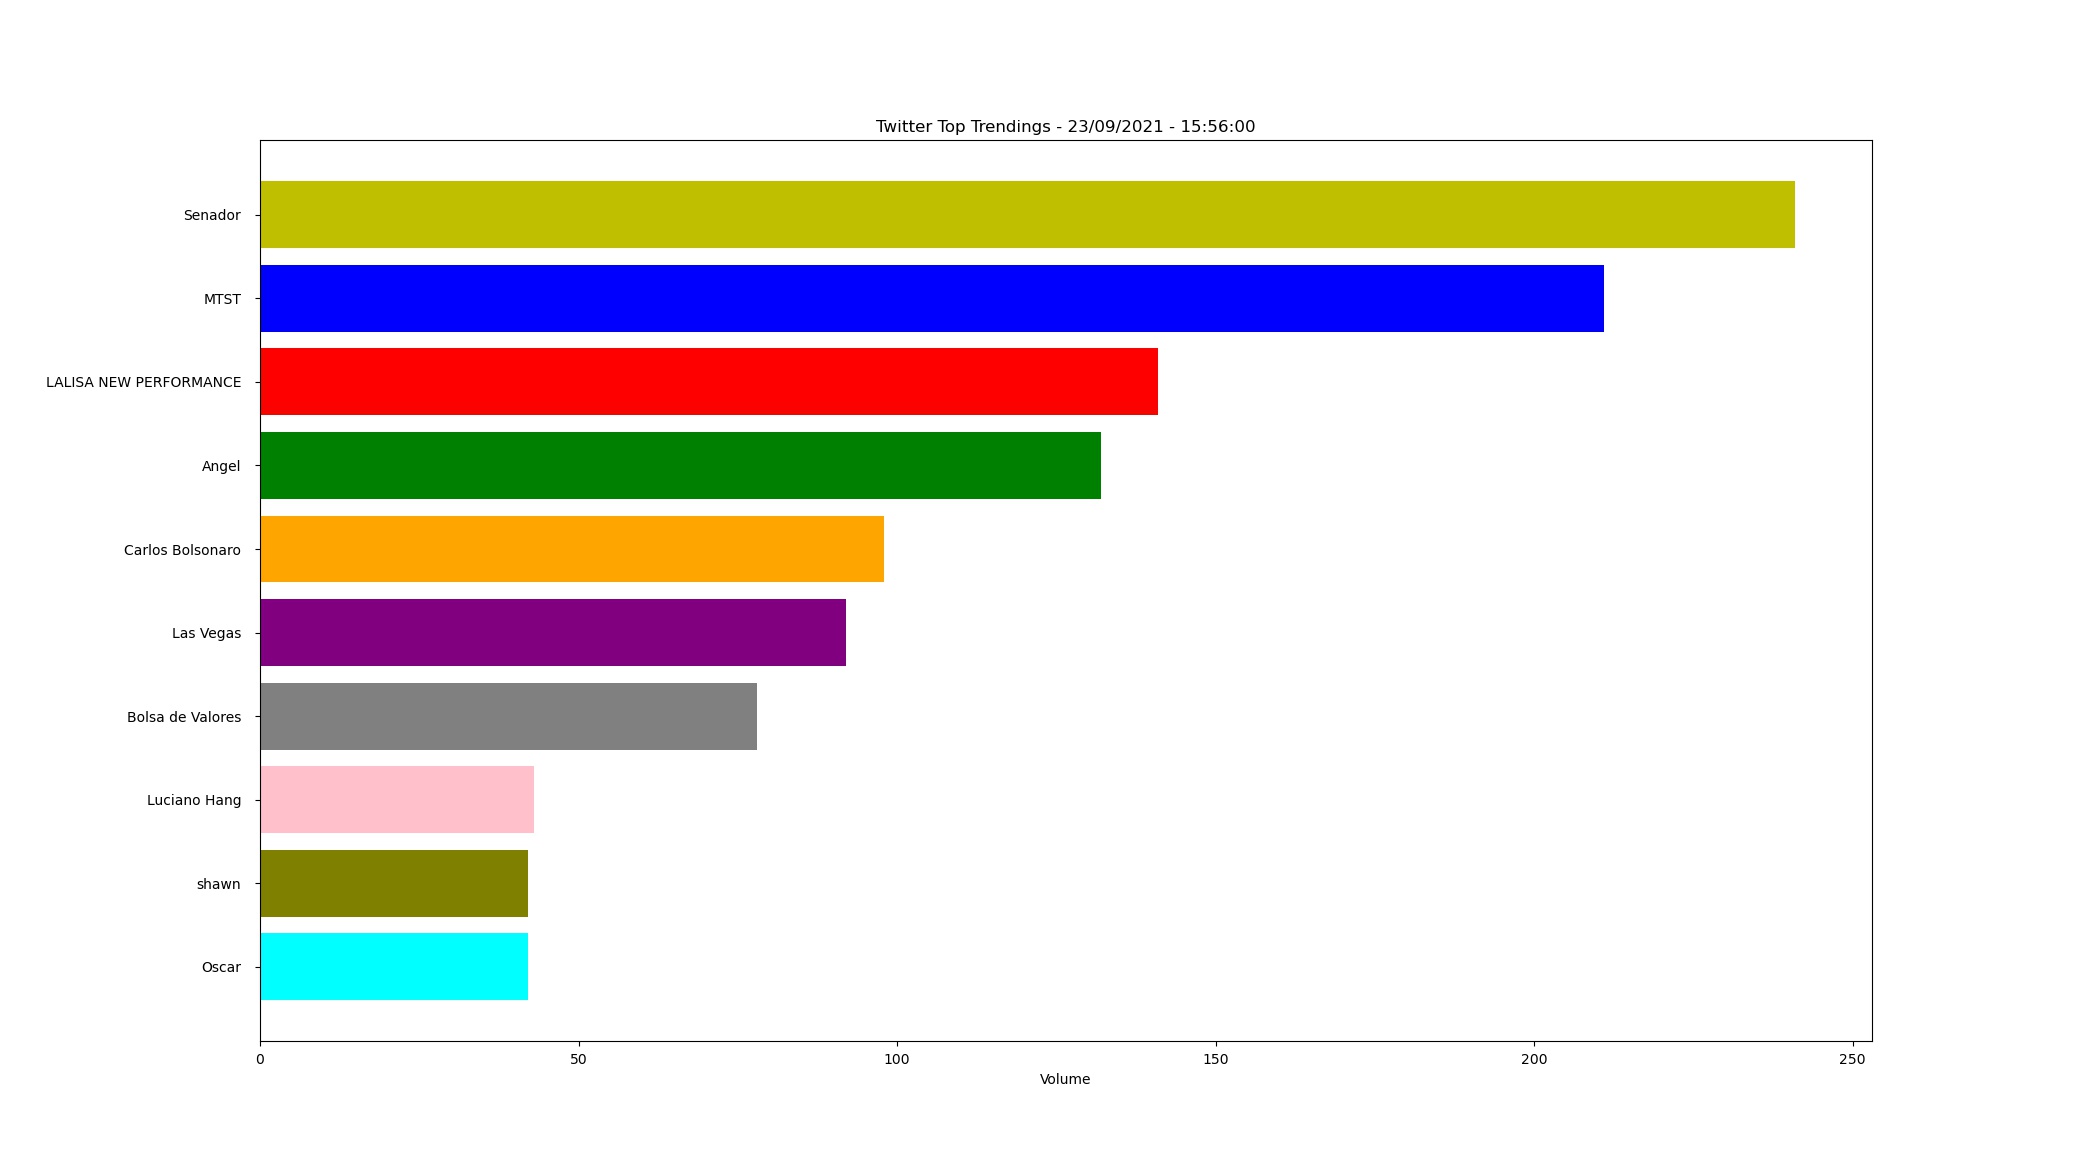 Twitter Top Trendings - 23/09/2021 - 15:56:00
Senador
MTST
LALISA NEW PERFORMANCE
Angel
Carlos Bolsonaro
Las Vegas
Bolsa de Valores
Luciano Hang
shawn
Oscar
0 50 100 150 200 250
Volume